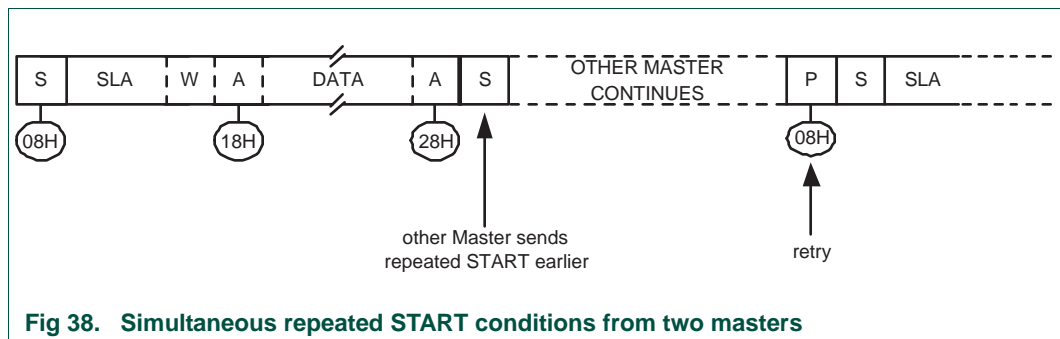 S SLA W A DATA A S OTHER MASTER CONTINUES P S SLA
08H 18H 28H 08H
other Master sends
repeated START earlier
retry
Fig 38. Simultaneous repeated START conditions from two masters